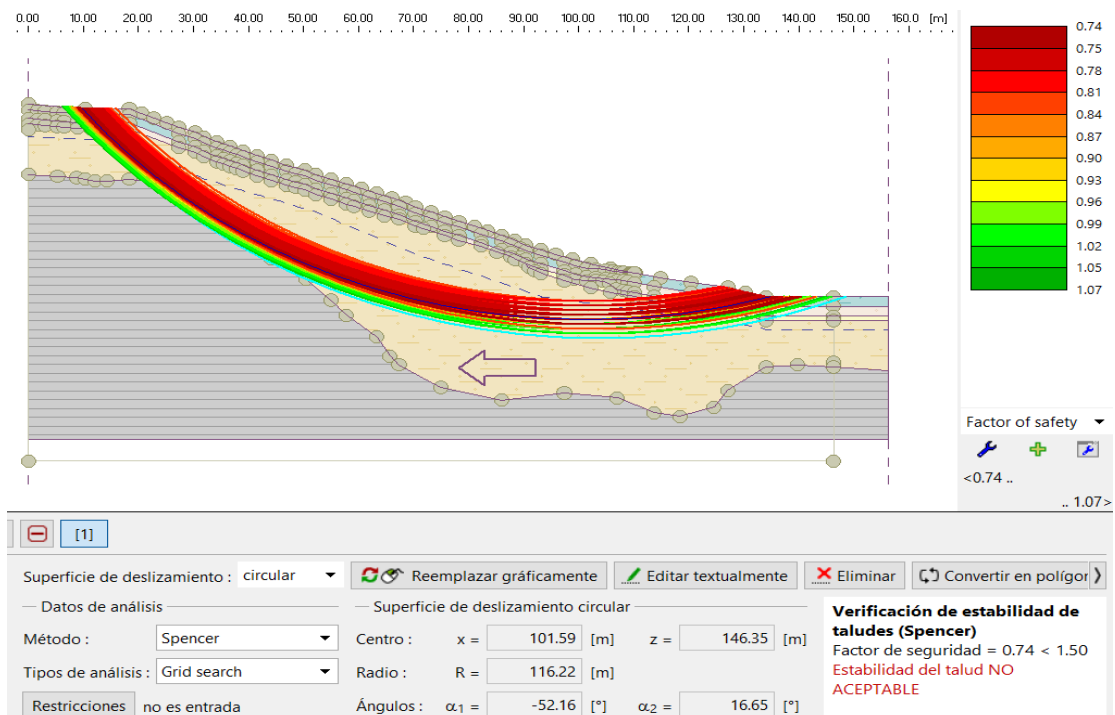 0.00 10.00 20.00 30.00 40.00 50.00 60.00 70.00 80.00 90.00 100.00 110.00 120.00 130.00 140.00 150.00 160.0 [m]
0.74
0.75
0.78
0.81
0.84
0.87
0.90
0.93
0.96
0.99
1.02
1.05
1.07
Factor of safety
<0.74 ..
.. 1.07>
[1]
Superficie de deslizamiento : circular Reemplazar gráficamente Editar textualmente Eliminar Convertir en polígor
Datos de análisis Superficie de deslizamiento circular
Método : Spencer Centro : x = 101.59 [m] z = 146.35 [m]
Tipos de análisis : Grid search Radio : R = 116.22 [m]
Restricciones no es entrada Ángulos : α1 = -52.16 [°] α2 = 16.65 [°]
Verificación de estabilidad de
taludes (Spencer)
Factor de seguridad = 0.74 < 1.50
Estabilidad del talud NO
ACEPTABLE